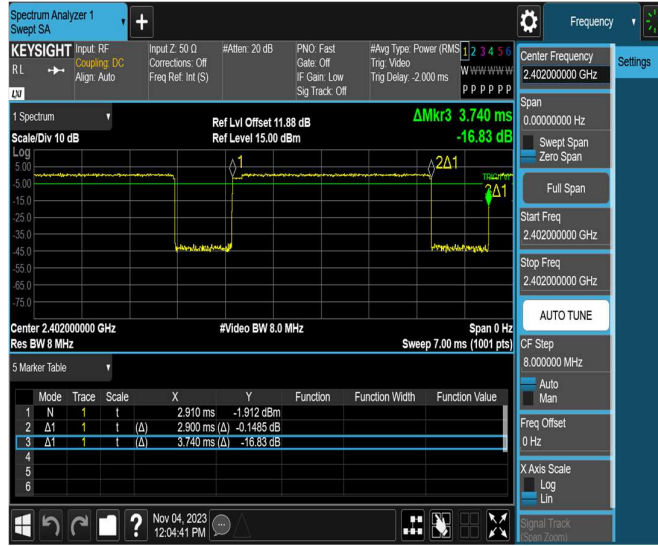 Spectrum Analyzer 1
Swept SA
Frequency
KEYSIGHT
RL
LXI
Input: RF
Coupling: DC
Align: Auto
Input Z: 50 Ω
Corrections: Off
Freq Ref: Int (S)
#Atten: 20 dB
PNO: Fast
Gate: Off
IF Gain: Low
Sig Track: Off
#Avg Type: Power (RMS
Trig: Video
Trig Delay: -2.000 ms
1 2 3 4 5 6
W W W W W W
P P P P P P
1 Spectrum
Scale/Div 10 dB
Log
Ref Lvl Offset 11.88 dB
Ref Level 15.00 dBm
ΔMkr3 3.740 ms
-16.83 dB
5.00
-5.00
-15.0
-25.0
-35.0
-45.0
-55.0
-65.0
-75.0
1
2Δ1
3Δ1
Center 2.402000000 GHz
#Video BW 8.0 MHz
Span 0 Hz
Res BW 8 MHz
Sweep 7.00 ms (1001 pts)
5 Marker Table
Mode Trace Scale X Y Function Function Width Function Value
1 N 1 t 2.910 ms -1.912 dBm
2 Δ1 1 t (Δ) 2.900 ms (Δ) -0.1485 dB
3 Δ1 1 t (Δ) 3.740 ms (Δ) -16.83 dB
4
5
6
Nov 04, 2023
12:04:41 PM
Center Frequency
2.402000000 GHz
Settings
Span
0.00000000 Hz
Swept Span
Zero Span
Full Span
Start Freq
2.402000000 GHz
Stop Freq
2.402000000 GHz
AUTO TUNE
CF Step
8.000000 MHz
Auto
Man
Freq Offset
0 Hz
X Axis Scale
Log
Lin
Signal Track
(Span Zoom)